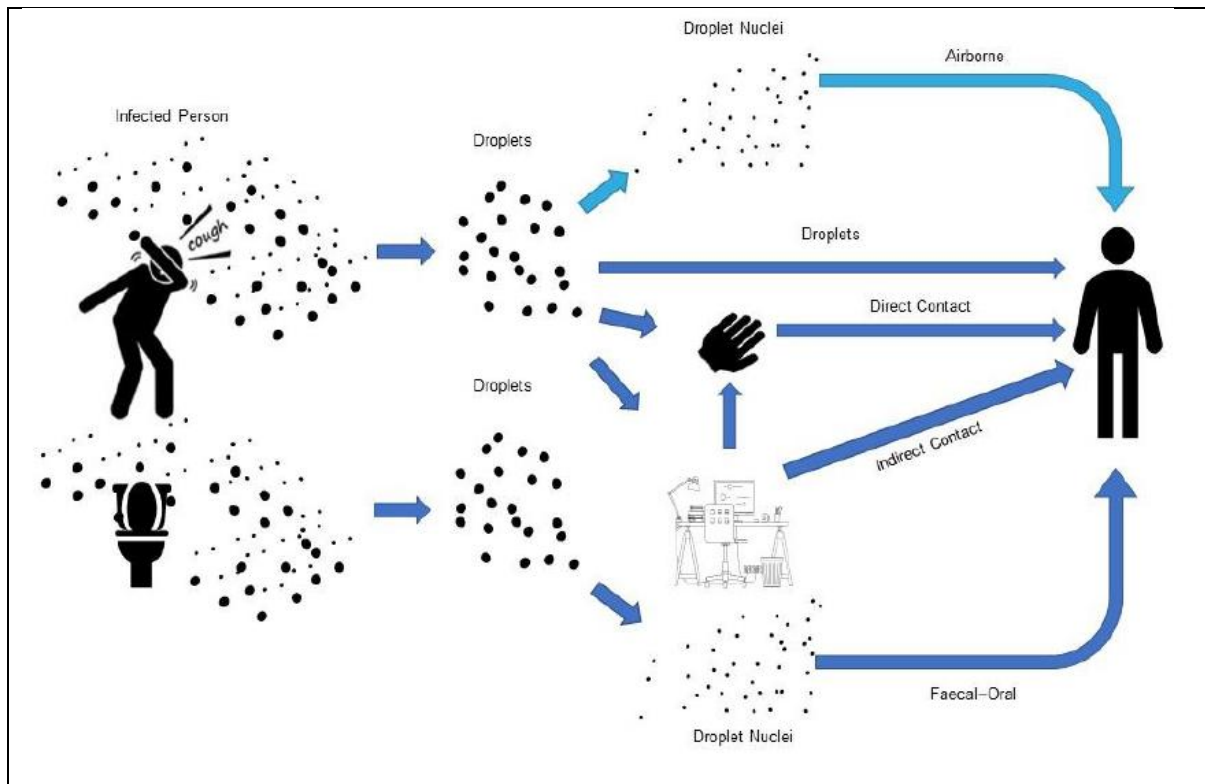 Droplet Nuclei
Airborne
Infected Person
Droplets
cough
Droplets
Direct Contact
Droplets
Indirect Contact
Faecal-Oral
Droplet Nuclei